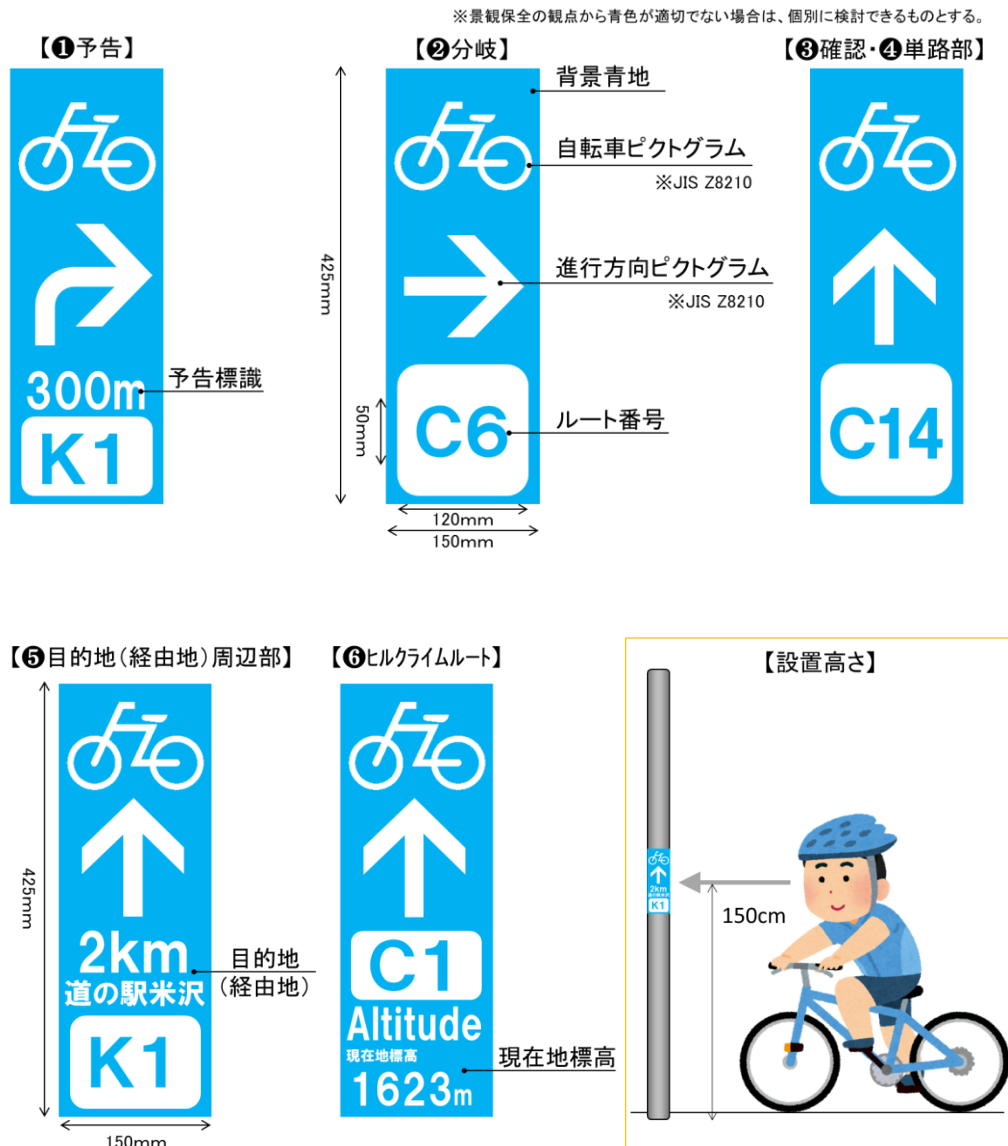 ※景観保全の観点から青色が適切でない場合は、個別に検討できるものとする。
【❶予告】
300m
K1
予告標識
【❷分岐】
背景青地
自転車ピクトグラム
※JIS Z8210
進行方向ピクトグラム
※JIS Z8210
C6
ルート番号
425mm
50mm
120mm
150mm
【❸確認・❹単路部】
C14
【❺目的地(経由地)周辺部】
2km
道の駅米沢
K1
目的地
(経由地)
425mm
150mm
【❻ヒルクライムルート】
C1
Altitude
現在地標高
1623m
現在地標高
【設置高さ】
2km
道の駅米沢
K1
150cm